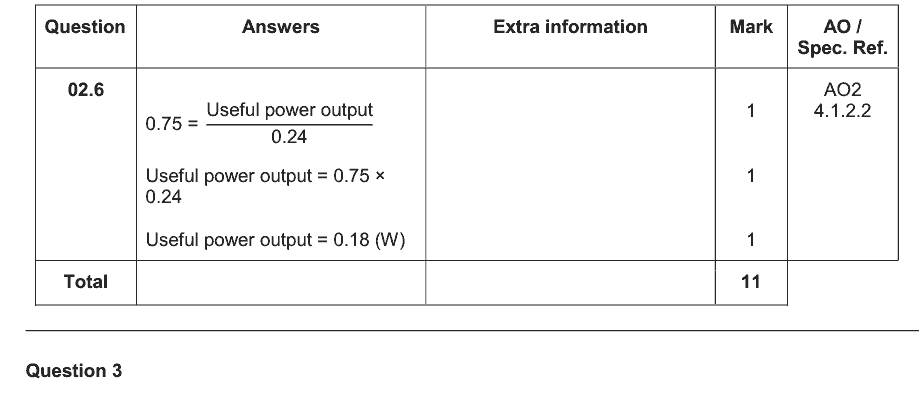 Question Answers Extra information Mark AO /
Spec. Ref.
02.6 AO2
Useful power output 1 4.1.2.2
0.75 =
0.24
Useful power output = 0.75 × 1
0.24
Useful power output = 0.18 (W) 1
Total 11
Question 3